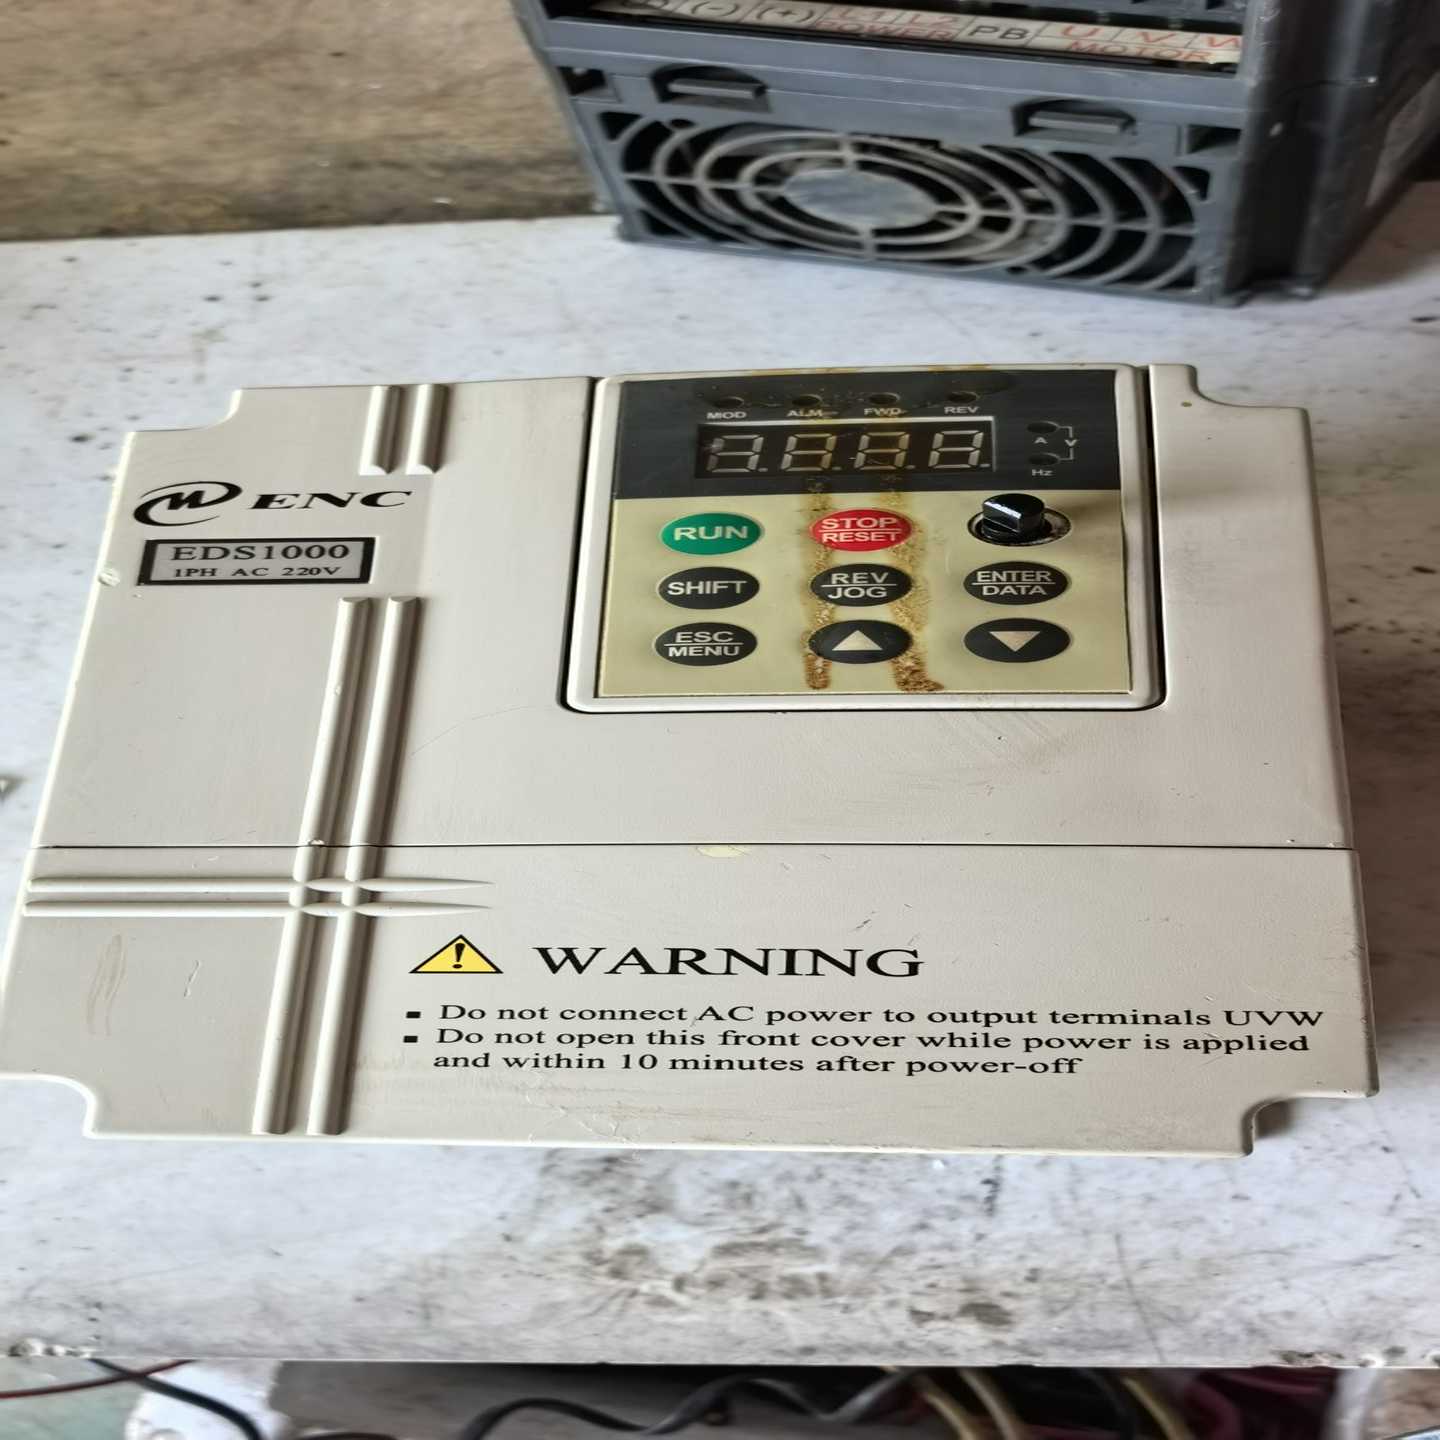 (-) (+) L1 L2 PB U V W
POWER MOTOR
MOD ALM FWD REV
A V
Hz
ENC
EDS1000
1PH AC 220V
RUN STOP RESET
SHIFT REV JOG ENTER DATA
ESC MENU
WARNING
▪ Do not connect AC power to output terminals UVW
▪ Do not open this front cover while power is applied
and within 10 minutes after power-off